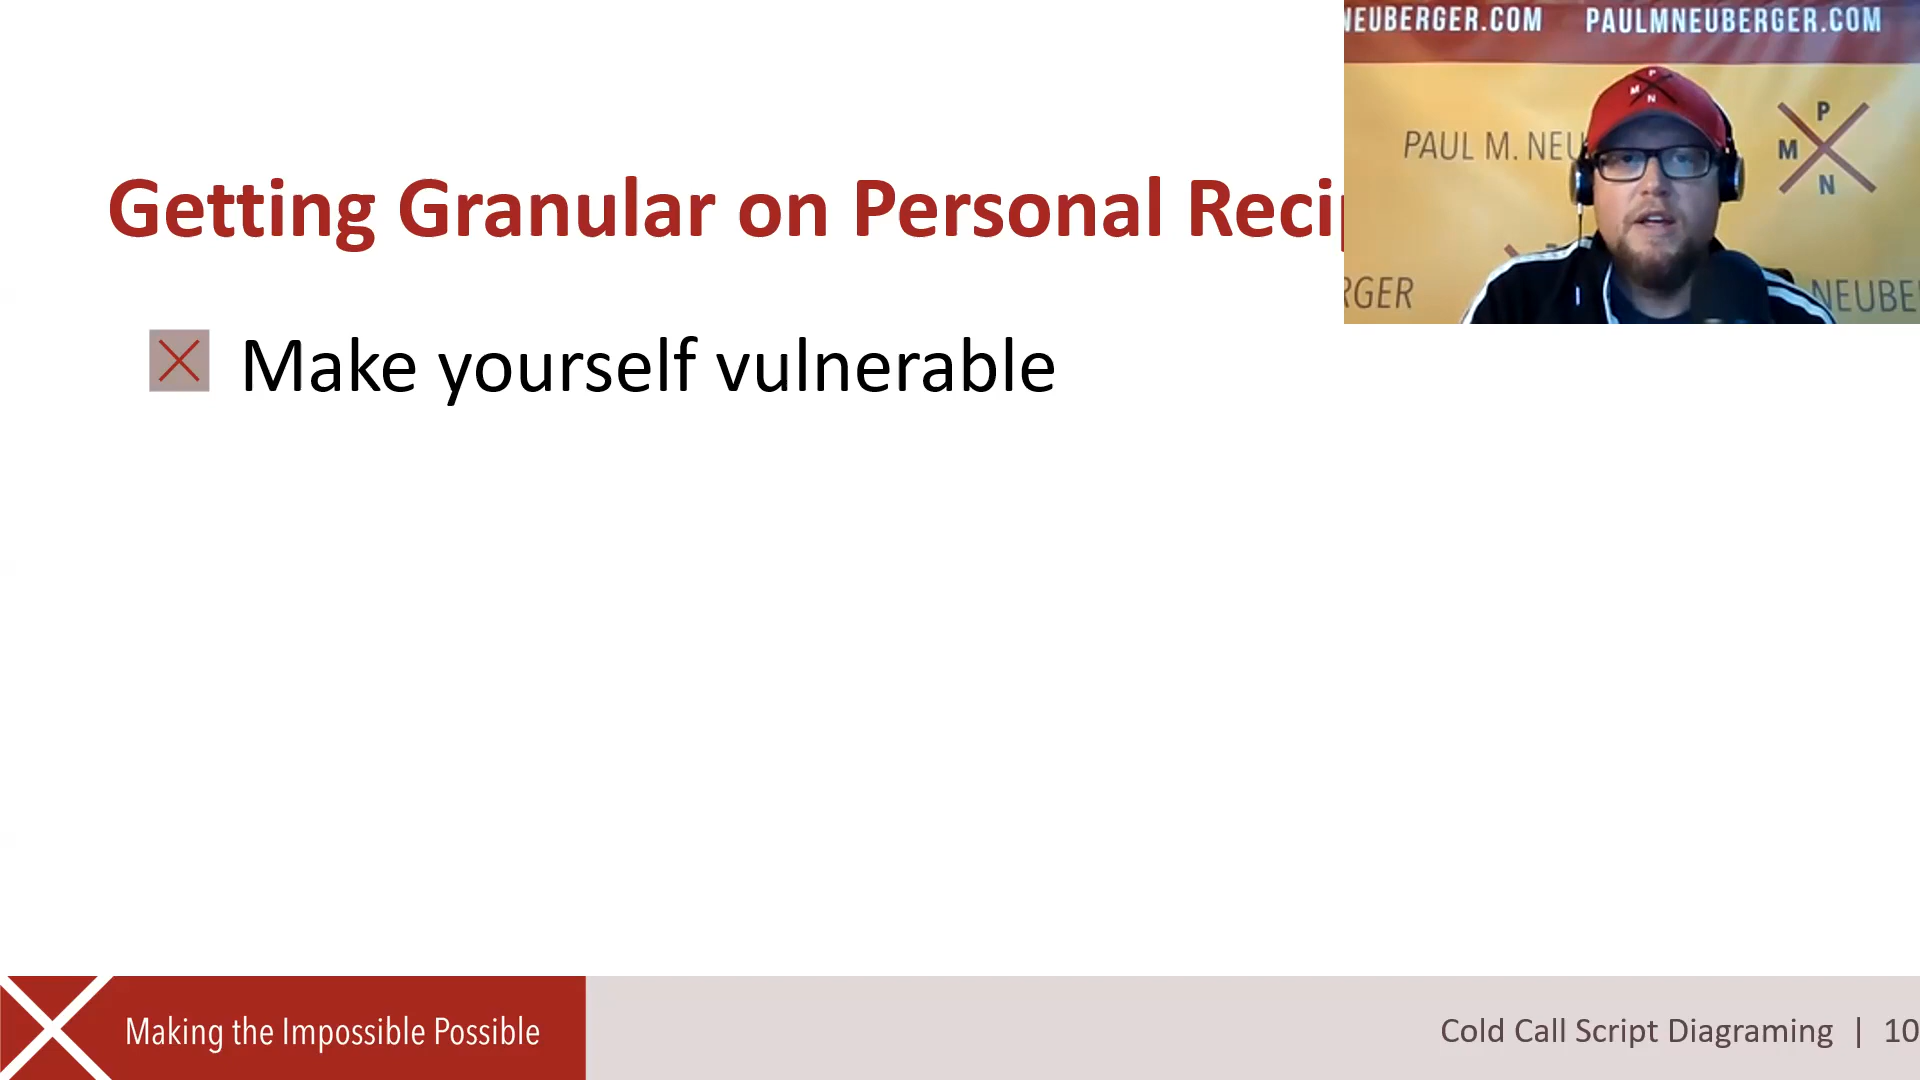 NEUBERGER.COM PAULMNEUBERGER.COM
PAUL M. NEU
P
M
N
P
M
N
Getting Granular on Personal Recip
RGER
NEUBE
Make yourself vulnerable
Making the Impossible Possible
Cold Call Script Diagraming | 10